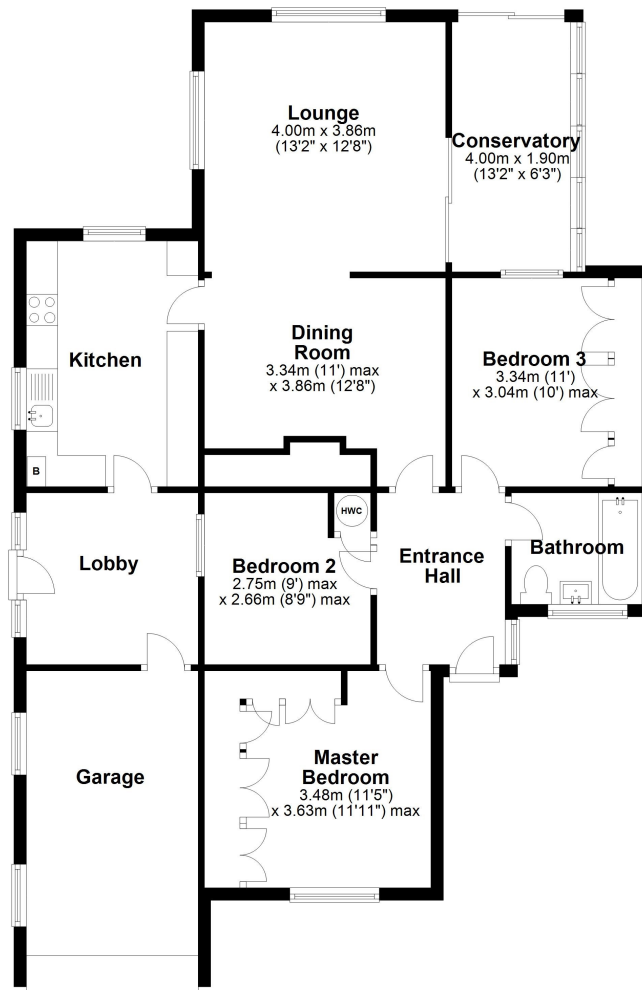 Lounge
4.00m x 3.86m
(13'2" x 12'8")
Conservatory
4.00m x 1.90m
(13'2" x 6'3")
Kitchen
Dining
Room
3.34m (11') max
x 3.86m (12'8")
Bedroom 3
3.34m (11')
x 3.04m (10') max
B
HWC
Lobby
Bedroom 2
2.75m (9') max
x 2.66m (8'9") max
Entrance
Hall
Bathroom
Garage
Master
Bedroom
3.48m (11'5")
x 3.63m (11'11") max